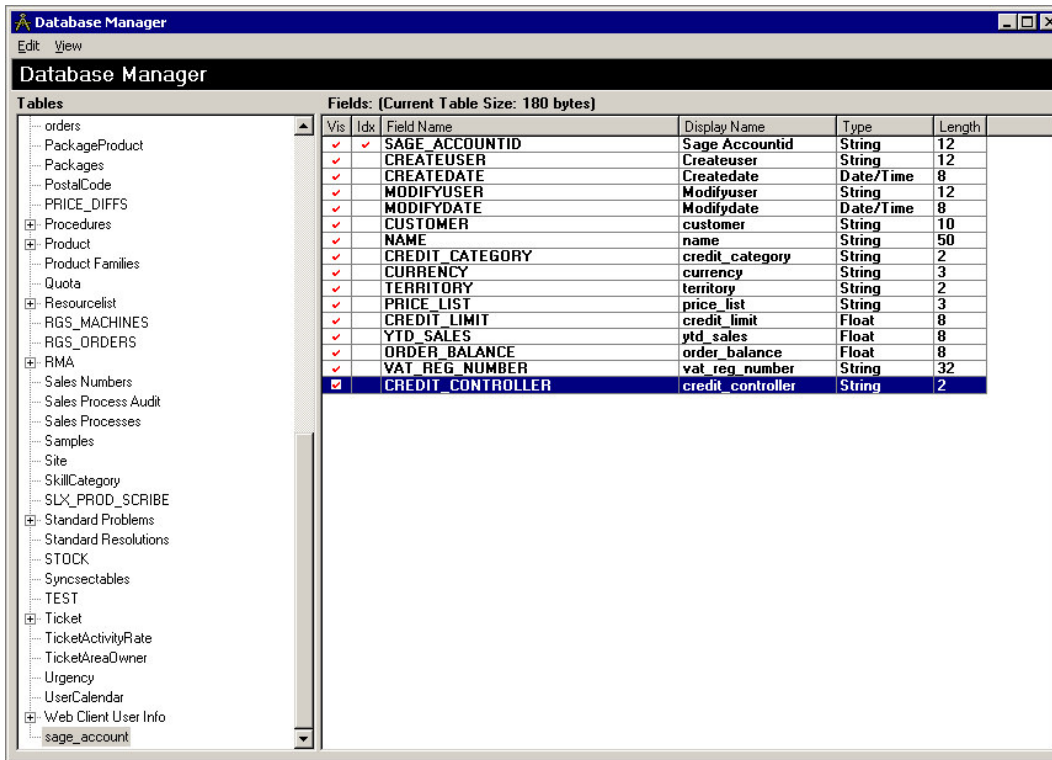 Database Manager
Edit View
Database Manager
Tables
orders
PackageProduct
Packages
PostalCode
PRICE_DIFFS
Procedures
Product
Product Families
Quota
Resourcelist
RGS_MACHINES
RGS_ORDERS
RMA
Sales Numbers
Sales Process Audit
Sales Processes
Samples
Site
SkillCategory
SLX_PROD_SCRIBE
Standard Problems
Standard Resolutions
STOCK
Syncsectables
TEST
Ticket
TicketActivityRate
TicketAreaOwner
Urgency
UserCalendar
Web Client User Info
sage_account
Fields: (Current Table Size: 180 bytes)
Vis Idx Field Name Display Name Type Length
SAGE_ACCOUNTID Sage Accountid String 12
CREATEUSER Createuser String 12
CREATEDATE Createdate Date/Time 8
MODIFYUSER Modifyuser String 12
MODIFYDATE Modifydate Date/Time 8
CUSTOMER customer String 10
NAME name String 50
CREDIT_CATEGORY credit_category String 2
CURRENCY currency String 3
TERRITORY territory String 2
PRICE_LIST price_list String 3
CREDIT_LIMIT credit_limit Float 8
YTD_SALES ytd_sales Float 8
ORDER_BALANCE order_balance Float 8
VAT_REG_NUMBER vat_reg_number String 32
CREDIT_CONTROLLER credit_controller String 2